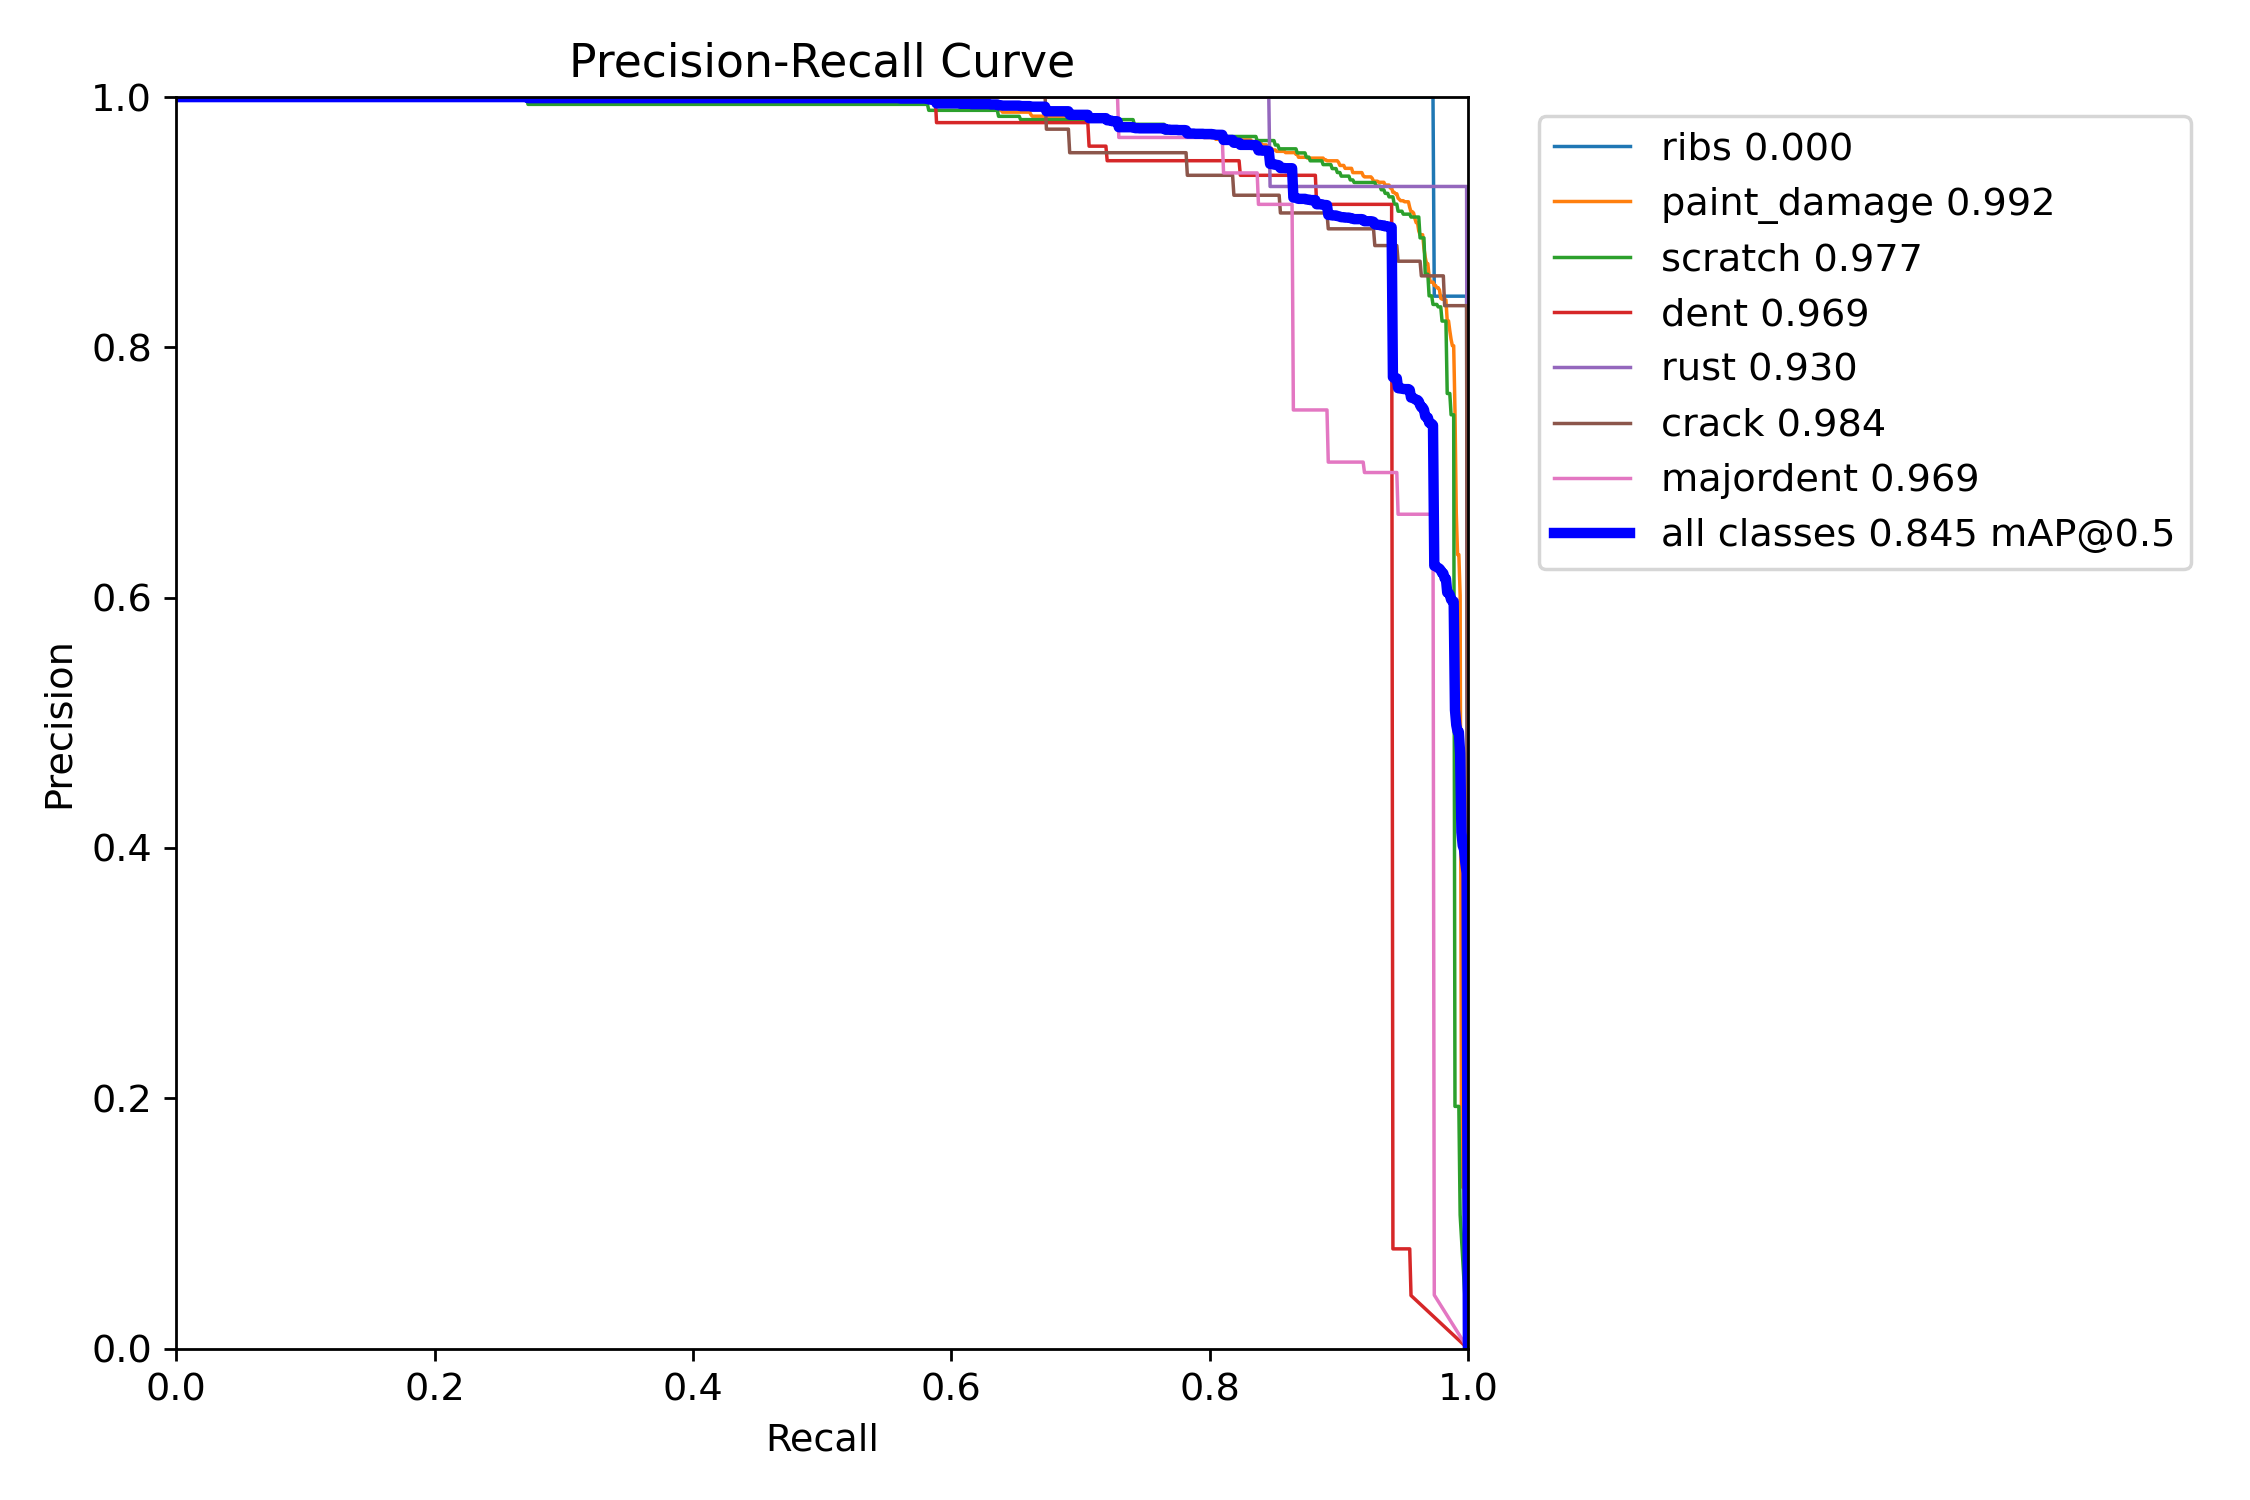 Precision-Recall Curve
1.0
0.8
0.6
0.4
0.2
0.0
Precision
0.0 0.2 0.4 0.6 0.8 1.0
Recall
ribs 0.000
paint_damage 0.992
scratch 0.977
dent 0.969
rust 0.930
crack 0.984
majordent 0.969
all classes 0.845 mAP@0.5